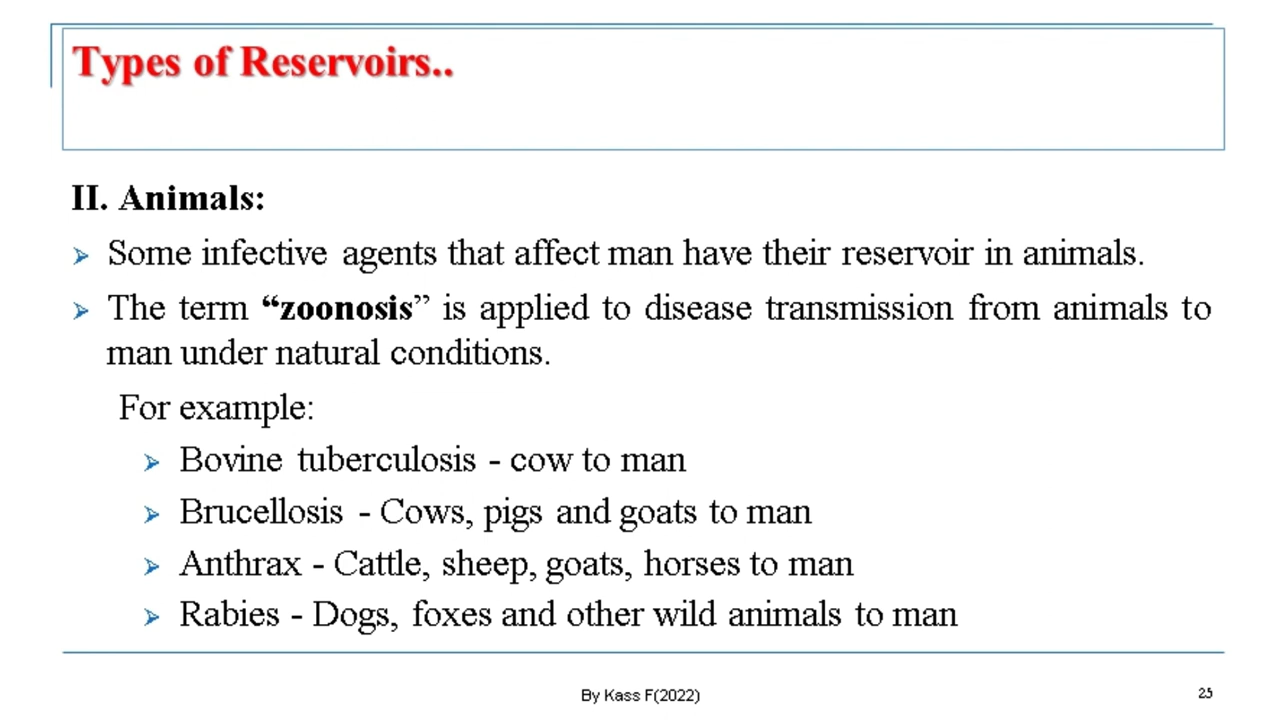 Types of Reservoirs..
II. Animals:
➢ Some infective agents that affect man have their reservoir in animals.
➢ The term “zoonosis” is applied to disease transmission from animals to
man under natural conditions.
For example:
➢ Bovine tuberculosis - cow to man
➢ Brucellosis - Cows, pigs and goats to man
➢ Anthrax - Cattle, sheep, goats, horses to man
➢ Rabies - Dogs, foxes and other wild animals to man
By Kass F(2022)
25